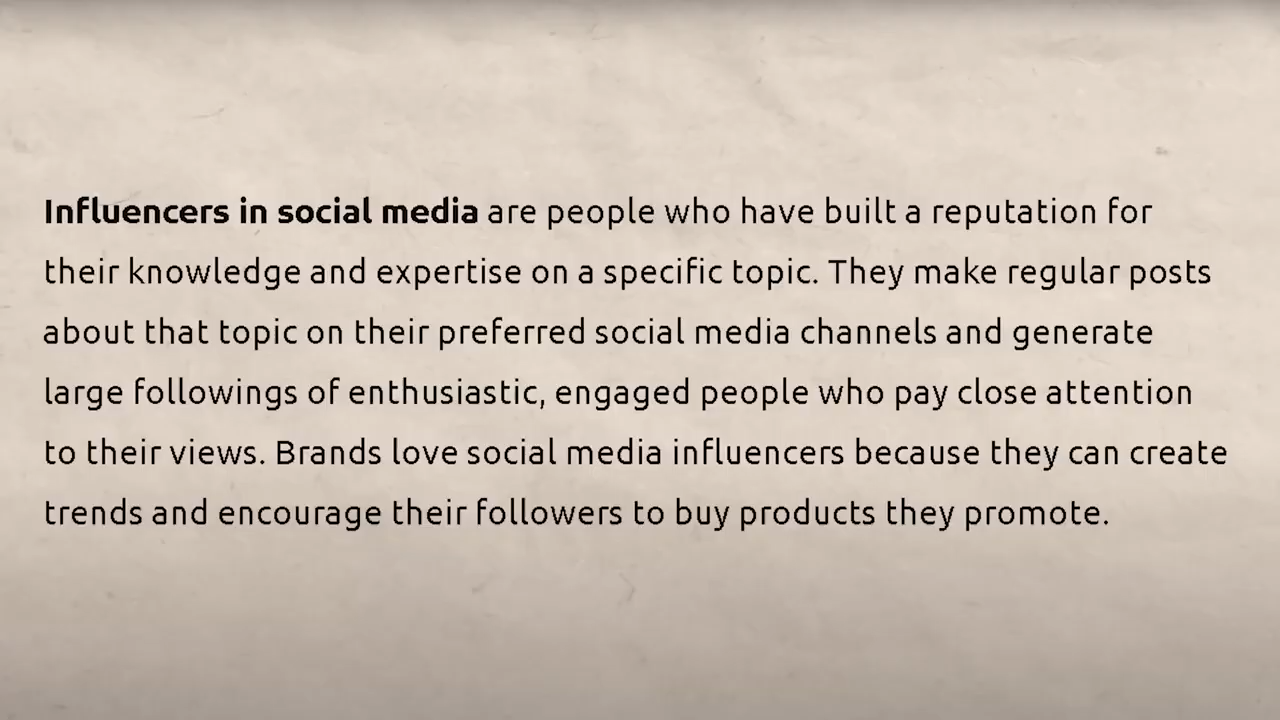 Influencers in social media are people who have built a reputation for
their knowledge and expertise on a specific topic. They make regular posts
about that topic on their preferred social media channels and generate
large followings of enthusiastic, engaged people who pay close attention
to their views. Brands love social media influencers because they can create
trends and encourage their followers to buy products they promote.